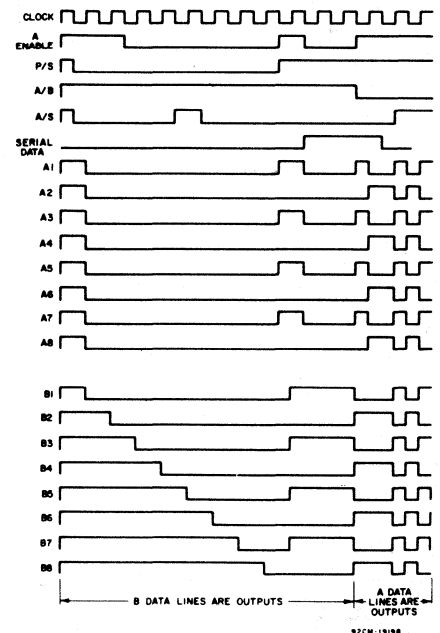 CLOCK
A
ENABLE
P/S
A/B
A/S
SERIAL
DATA
A1
A2
A3
A4
A5
A6
A7
A8
B1
B2
B3
B4
B5
B6
B7
B8
B DATA LINES ARE OUTPUTS
A DATA
LINES ARE
OUTPUTS
92CM-19198